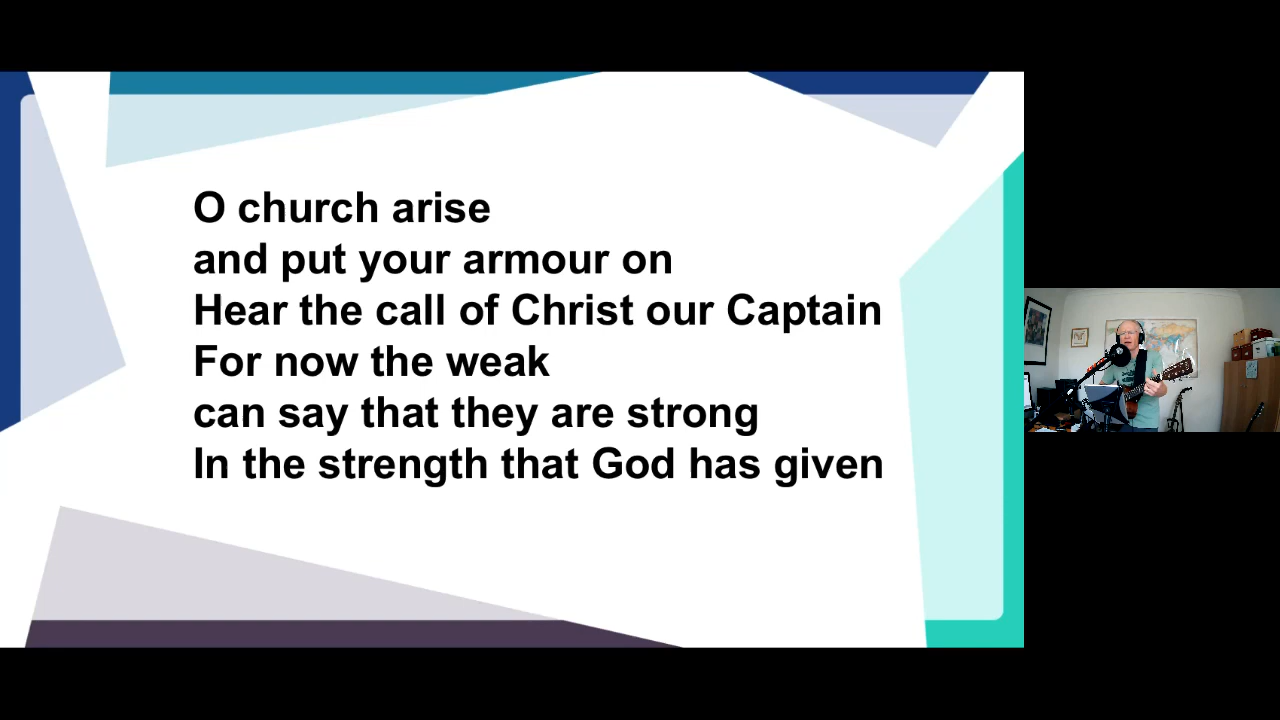 O church arise
and put your armour on
Hear the call of Christ our Captain
For now the weak
can say that they are strong
In the strength that God has given